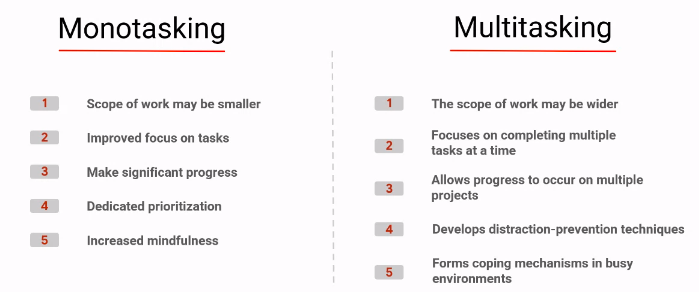 Monotasking
1 Scope of work may be smaller
2 Improved focus on tasks
3 Make significant progress
4 Dedicated prioritization
5 Increased mindfulness
Multitasking
1 The scope of work may be wider
2 Focuses on completing multiple
tasks at a time
3 Allows progress to occur on multiple
projects
4 Develops distraction-prevention techniques
5 Forms coping mechanisms in busy
environments